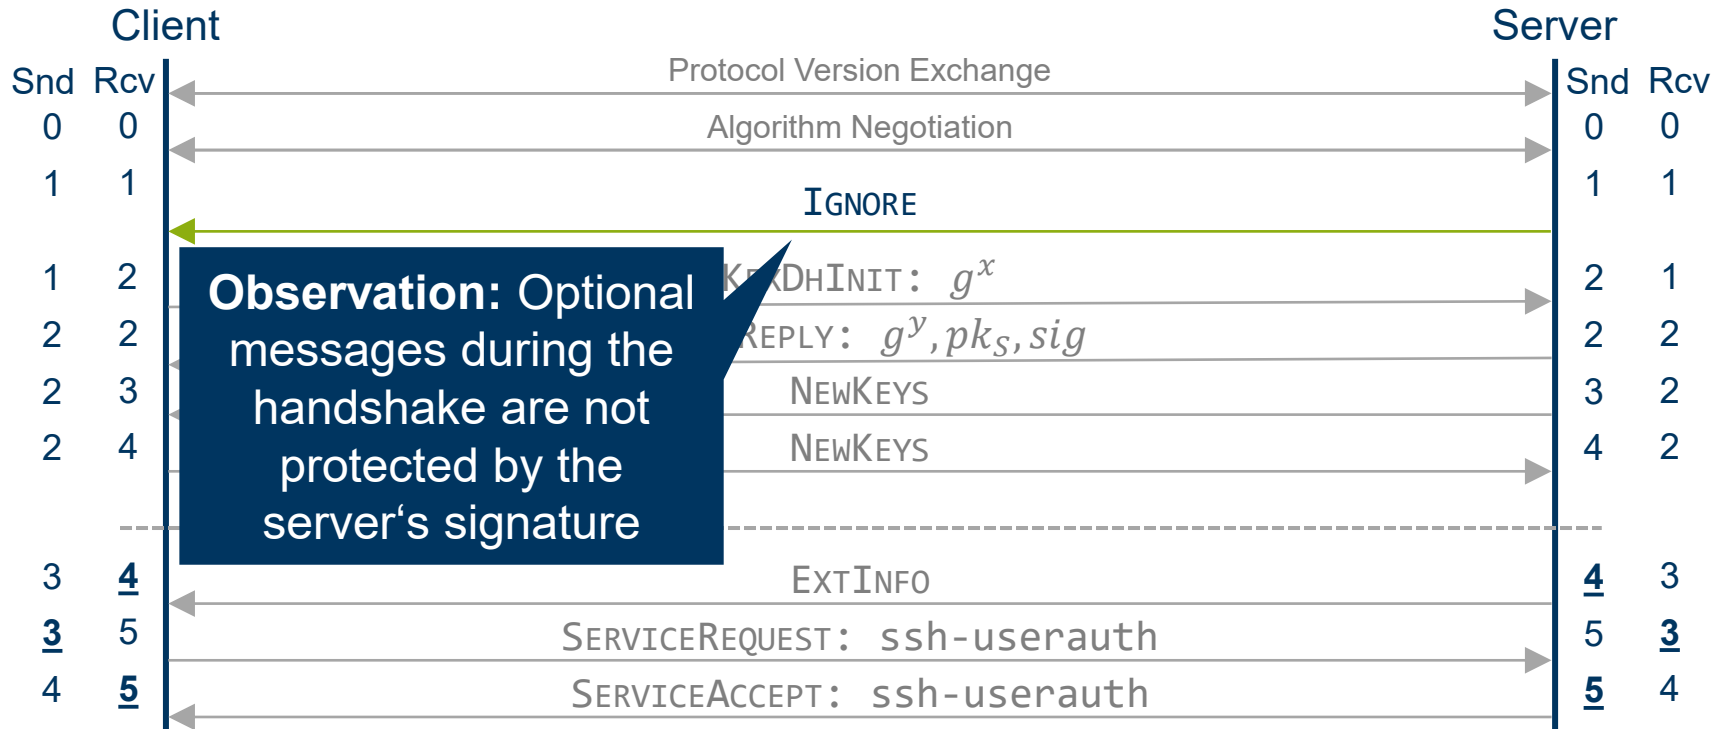 Client Server
Snd Rcv Protocol Version Exchange Snd Rcv
0 0 Algorithm Negotiation 0 0
1 1 IGNORE 1 1
1 2 KEXDHINIT: g^x 2 1
2 2 REPLY: g^y, pk_S, sig 2 2
2 3 NEWKEYS 3 2
2 4 NEWKEYS 4 2
Observation: Optional
messages during the
handshake are not
protected by the
server‘s signature
3 4 EXTINFO 4 3
3 5 SERVICEREQUEST: ssh-userauth 5 3
4 5 SERVICEACCEPT: ssh-userauth 5 4